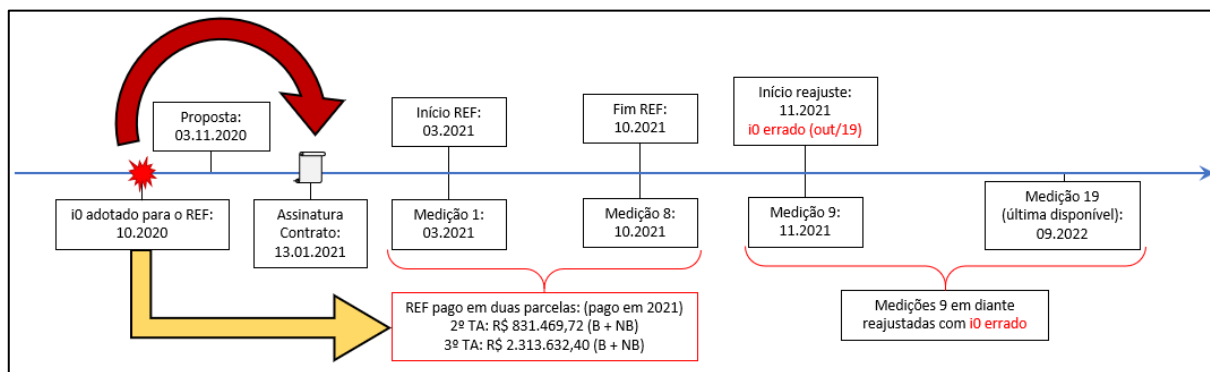 Proposta:
03.11.2020
Início REF:
03.2021
Fim REF:
10.2021
Início reajuste:
11.2021
i0 errado (out/19)
i0 adotado para o REF:
10.2020
Assinatura
Contrato:
13.01.2021
Medição 1:
03.2021
Medição 8:
10.2021
Medição 9:
11.2021
Medição 19
(última disponível):
09.2022
REF pago em duas parcelas: (pago em 2021)
2º TA: R$ 831.469,72 (B + NB)
3º TA: R$ 2.313.632,40 (B + NB)
Medições 9 em diante
reajustadas com i0 errado